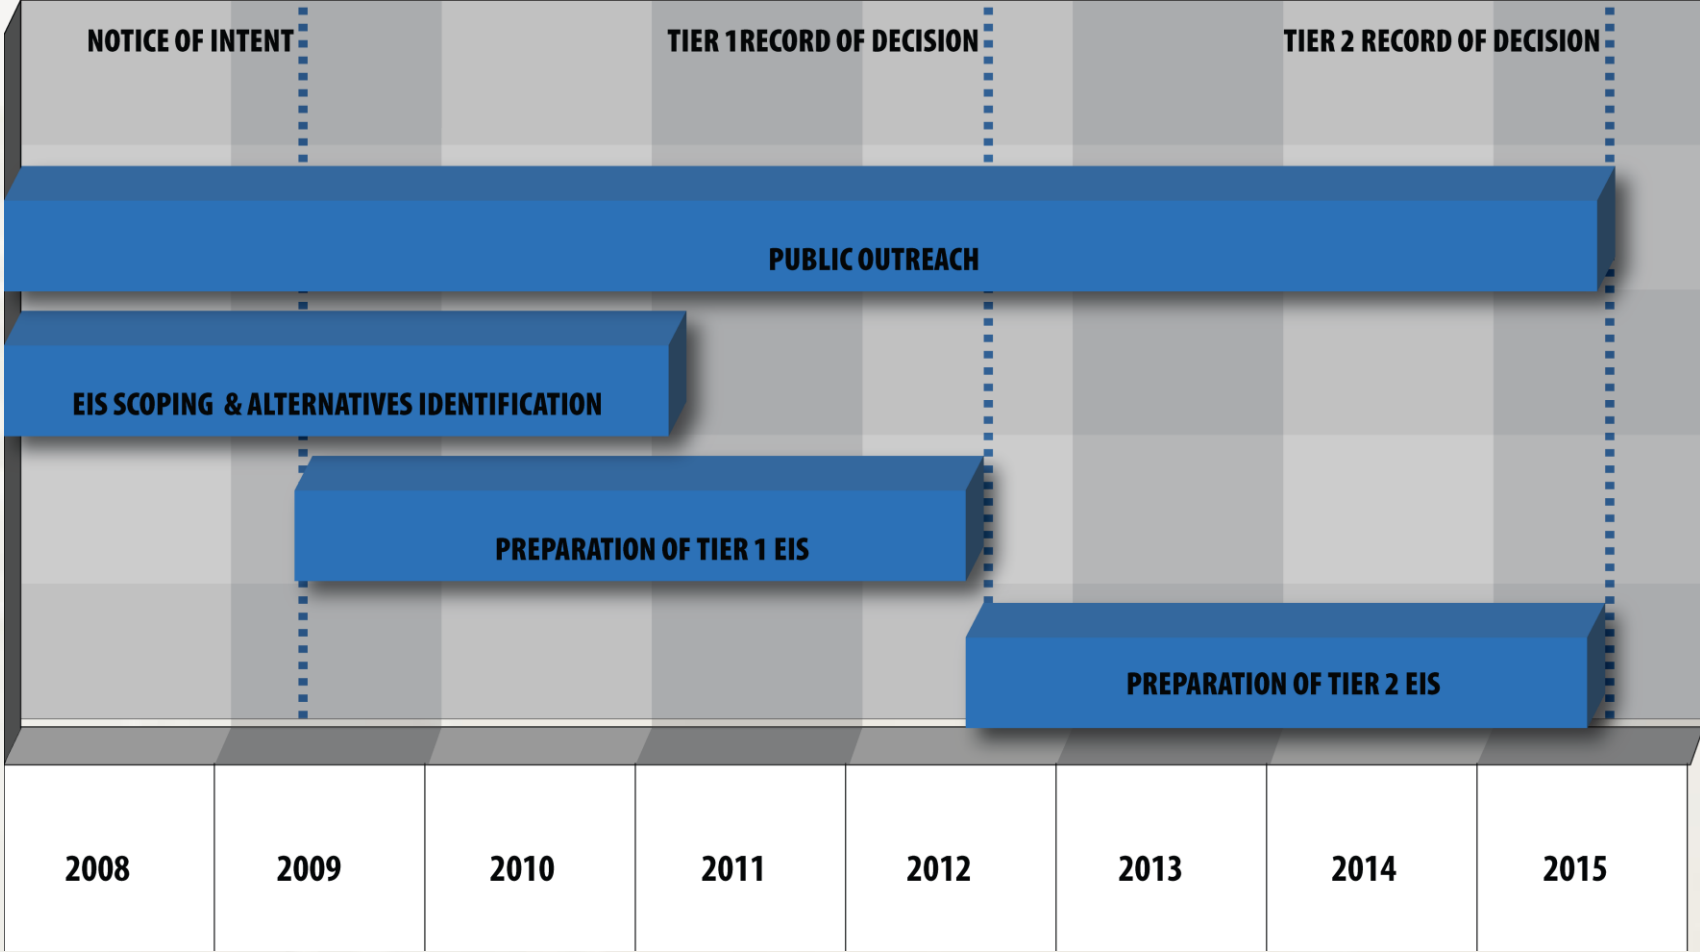 NOTICE OF INTENT
TIER 1RECORD OF DECISION
TIER 2 RECORD OF DECISION
PUBLIC OUTREACH
EIS SCOPING & ALTERNATIVES IDENTIFICATION
PREPARATION OF TIER 1 EIS
PREPARATION OF TIER 2 EIS
2008 2009 2010 2011 2012 2013 2014 2015